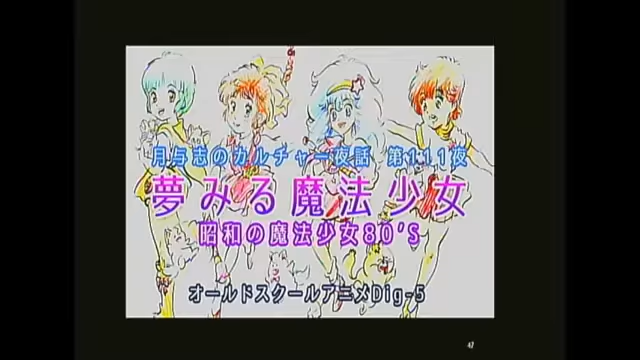 月与志のカルチャー夜話 第111夜
夢みる魔法少女
昭和の魔法少女80'S
オールドスクールアニメDig-5
47